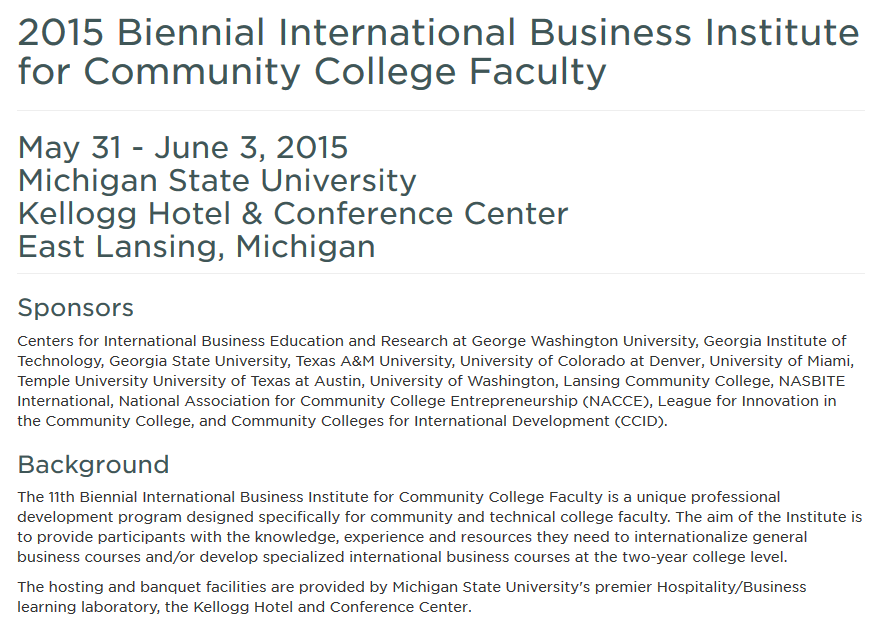 2015 Biennial International Business Institute
for Community College Faculty
May 31 - June 3, 2015
Michigan State University
Kellogg Hotel & Conference Center
East Lansing, Michigan
Sponsors
Centers for International Business Education and Research at George Washington University, Georgia Institute of
Technology, Georgia State University, Texas A&M University, University of Colorado at Denver, University of Miami,
Temple University University of Texas at Austin, University of Washington, Lansing Community College, NASBITE
International, National Association for Community College Entrepreneurship (NACCE), League for Innovation in
the Community College, and Community Colleges for International Development (CCID).
Background
The 11th Biennial International Business Institute for Community College Faculty is a unique professional
development program designed specifically for community and technical college faculty. The aim of the Institute is
to provide participants with the knowledge, experience and resources they need to internationalize general
business courses and/or develop specialized international business courses at the two-year college level.
The hosting and banquet facilities are provided by Michigan State University's premier Hospitality/Business
learning laboratory, the Kellogg Hotel and Conference Center.